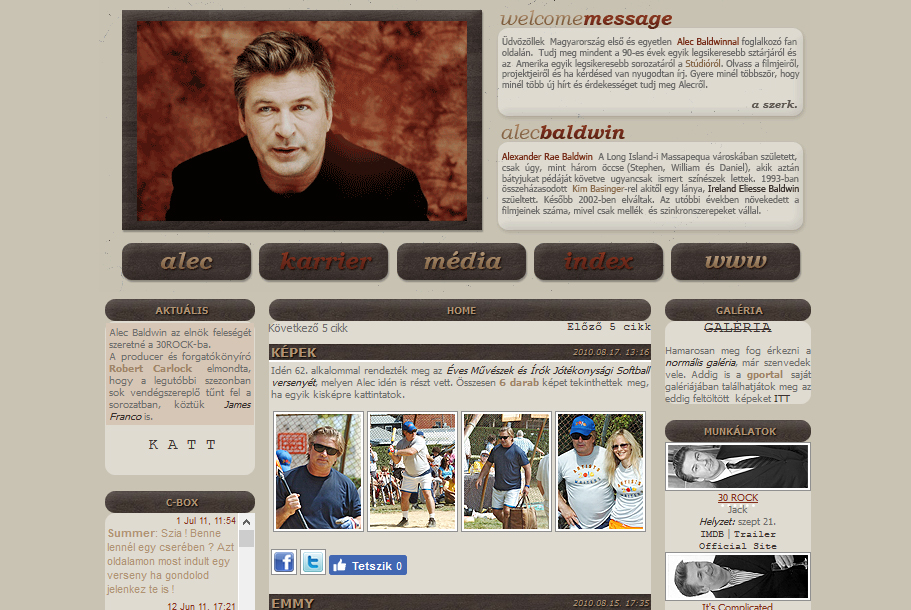 welcomemessage
Üdvözöllek Magyarország első és egyetlen Alec Baldwinnal foglalkozó fan
oldalán. Tudj meg mindent a 90-es évek egyik legsikeresebb sztárjáról és
az Amerika egyik legsikeresebb sorozatáról a Stúdióról. Olvass a filmjeiről,
projektjeiről és ha kérdésed van nyugodtan írj. Gyere minél többször, hogy
minél több új hírt és érdekességet tudj meg Alecről.
a szerk.
alecbaldwin
Alexander Rae Baldwin A Long Island-i Massapequa városkában született,
csak úgy, mint három öccse (Stephen, William és Daniel), akik aztán
bátyjukat pédáját követve ugyancsak ismert színészek lettek. 1993-ban
összeházasodott Kim Basinger-rel akitől egy lánya, Ireland Eliesse Baldwin
szüeltett. Később 2002-ben elváltak. Az utóbbi években növekedett a
filmjeinek száma, mivel csak mellék és szinkronszerepeket vállal.
alec
karrier
média
index
www
AKTUÁLIS
Alec Baldwin az elnök feleségét
szeretné a 30ROCK-ba.
A producer és forgatókönyíró
Robert Carlock elmondta,
hogy a legutóbbi szezonban
sok vendégszereplő tűnt fel a
sorozatban, köztük James
Franco is.
K A T T
C-BOX
1 Jul 11, 11:54
Summer: Szia ! Benne
lennél egy cserében ? Azt
oldalamon most indult egy
verseny ha gondolod
jelenkez te is !
12 Jun 11, 17:21
HOME
Következő 5 cikk
Előző 5 cikk
KÉPEK
2010.08.17. 13:16
Idén 62. alkalommal rendezték meg az Éves Művészek és Írók Jótékonysági Softball
versenyét, melyen Alec idén is részt vett. Összesen 6 darab képet tekinthettek meg,
ha egyik kisképre kattintatok.
Tetszik 0
EMMY
2010.08.15. 17:35
GALÉRIA
GALÉRIA
Hamarosan meg fog érkezni a
normális galéria, már szenvedek
vele. Addig is a gportal saját
galériájában találhatjátok meg az
eddig feltöltött képeket ITT
MUNKÁLATOK
30 ROCK
Jack
Helyzet: szept 21.
IMDB | Trailer
Official Site
It's Complicated